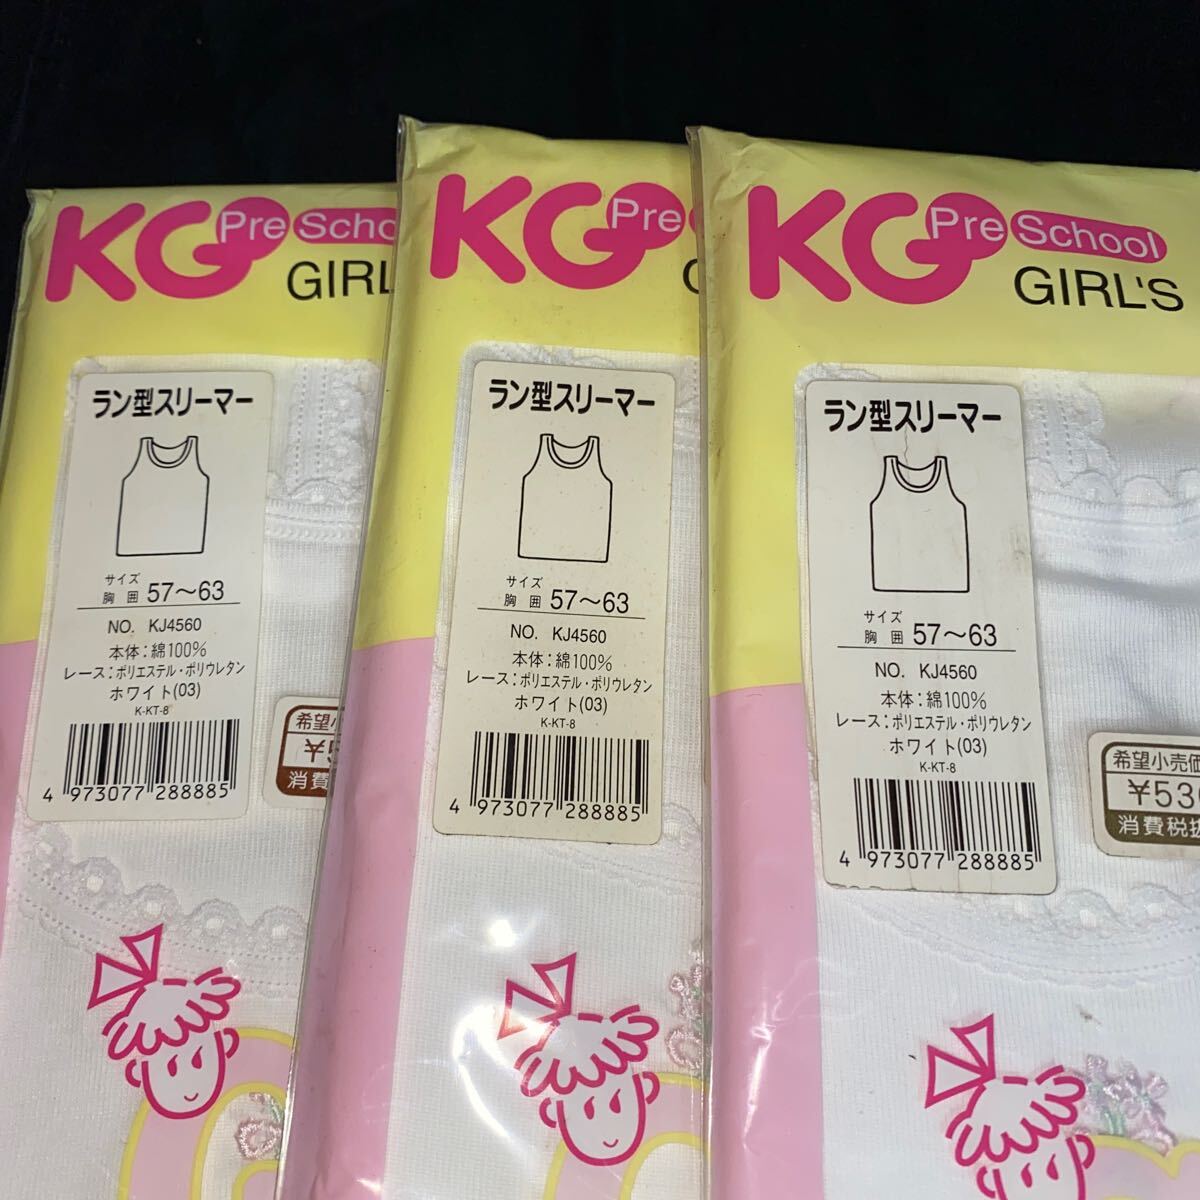 KG Pre Scho
GIRL
ラン型スリーマー
サイズ
胸囲 57～63
NO. KJ4560
本体：綿100%
レース：ポリエステル・ポリウレタン
ホワイト(03)
K-KT-8
4 973077 288885
希望小
¥5
消費
KG Pre
G
ラン型スリーマー
サイズ
胸囲 57～63
NO. KJ4560
本体：綿100%
レース：ポリエステル・ポリウレタン
ホワイト(03)
K-KT-8
4 973077 288885
KG Pre School
GIRL'S
ラン型スリーマー
サイズ
胸囲 57～63
NO. KJ4560
本体：綿100%
レース：ポリエステル・ポリウレタン
ホワイト(03)
K-KT-8
4 973077 288885
希望小売価
¥530
消費税抜